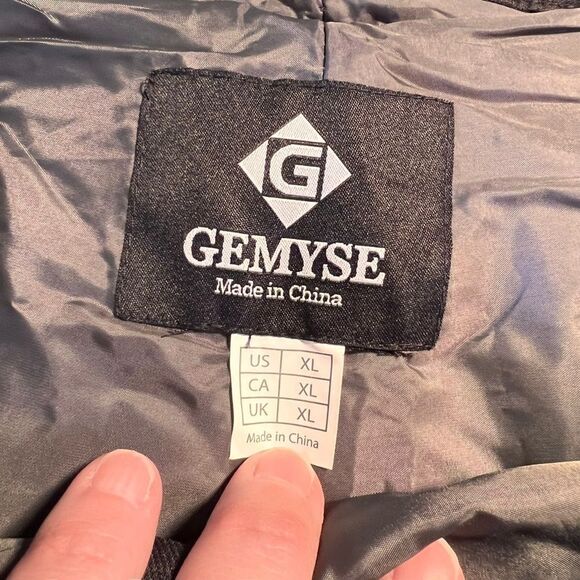 G
GEMYSE
Made in China
US XL
CA XL
UK XL
Made in China